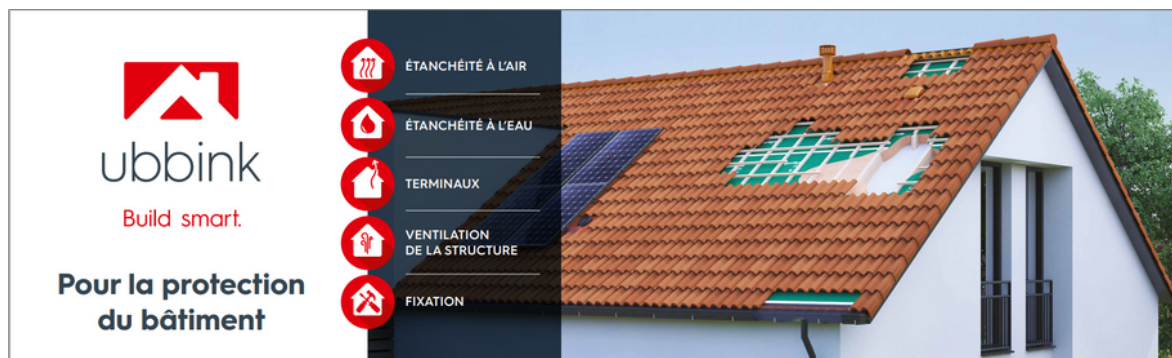 ubbink
Build smart.
Pour la protection
du bâtiment
ÉTANCHÉITÉ À L'AIR
ÉTANCHÉITÉ À L'EAU
TERMINAUX
VENTILATION
DE LA STRUCTURE
FIXATION